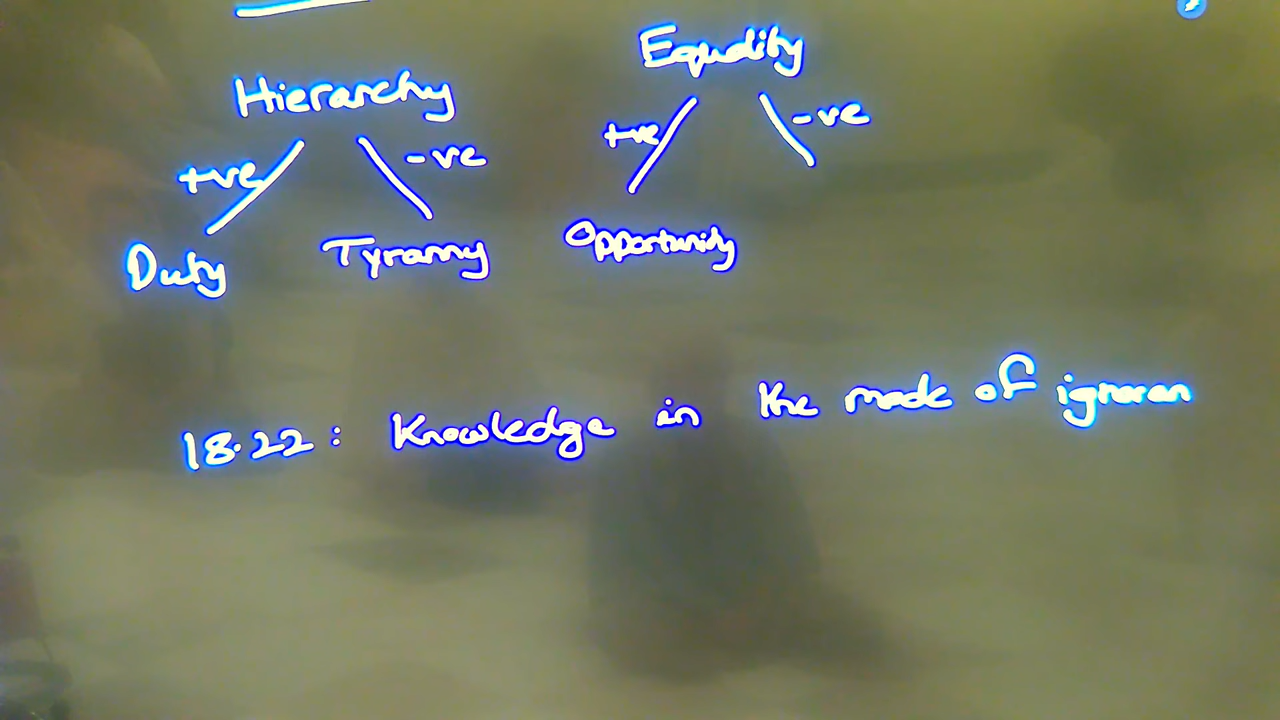 Hierarchy
+ve -ve
Duty Tyranny
Equality
+ve -ve
Opportunity
18.22: Knowledge in the mode of ignoran